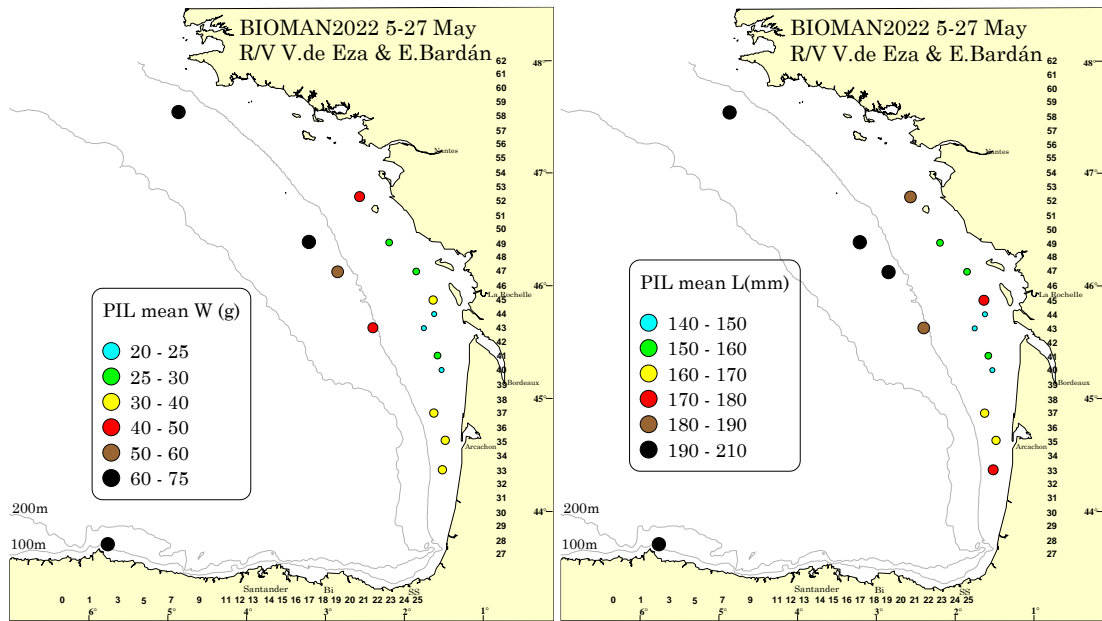 BIOMAN2022 5-27 May
R/V V.de Eza & E.Bardán
62
48°
61
60
59
58
57
56
Nantes
55
54
47°
53
52
51
50
49
48
47
46°
46
La Rochelle
45
44
43
42
41
40
Bordeaux
39
38
45°
37
36
35
Arcachon
34
33
32
31
30
44°
29
28
27
PIL mean W (g)
20 - 25
25 - 30
30 - 40
40 - 50
50 - 60
60 - 75
200m
100m
Santander Bi SS
0 1 3 5 7 9 11 12 13 14 15 16 17 18 19 20 21 22 23 24 25
6° 5° 4° 3° 2° 1°
BIOMAN2022 5-27 May
R/V V.de Eza & E.Bardán
62
48°
61
60
59
58
57
56
Nantes
55
54
47°
53
52
51
50
49
48
47
46°
46
La Rochelle
45
44
43
42
41
40
Bordeaux
39
38
45°
37
36
35
Arcachon
34
33
32
31
30
44°
29
28
27
PIL mean L(mm)
140 - 150
150 - 160
160 - 170
170 - 180
180 - 190
190 - 210
200m
100m
Santander Bi SS
0 1 3 5 7 9 11 12 13 14 15 16 17 18 19 20 21 22 23 24 25
6° 5° 4° 3° 2° 1°